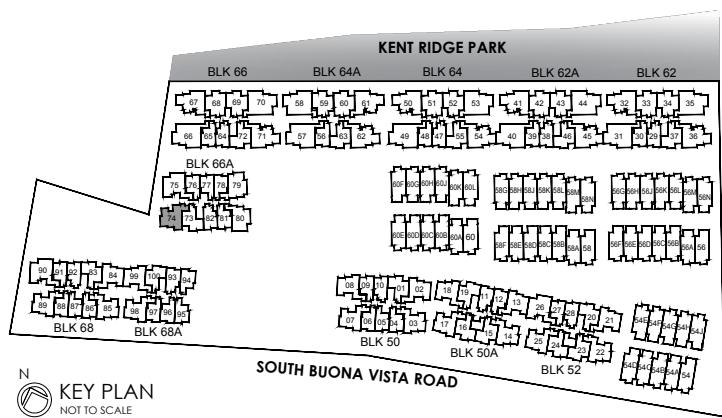 KENT RIDGE PARK
BLK 66 BLK 64A BLK 64 BLK 62A BLK 62
67 68 69 70 58 59 60 61 50 51 52 53 41 42 43 44 32 33 34 35
66 65 64 72 71 57 56 63 62 49 48 47 55 54 40 39 38 46 45 31 30 29 37 36
BLK 66A
75 76 77 78 79 60F 60G 60H 60J 60K 60L 58G 58H 58J 58K 58L 58M 58N 56G 56H 56J 56K 56L 56M 56N
74 73 82 81 80 60E 60D 60C 60B 60A 60 58F 58E 58D 58C 58B 58A 58 56F 56E 56D 56C 56B 56A 56
90 91 92 83 84 99 100 93 94 08 09 10 01 02 18 19 11 12 13 26 27 28 20 21 54E 54F 54G 54H 54J
89 88 87 86 85 98 97 96 95 07 06 05 04 03 17 16 15 14 25 24 23 22 54D 54C 54B 54A 54
BLK 68 BLK 68A BLK 50 BLK 50A BLK 52
SOUTH BUONA VISTA ROAD
N
KEY PLAN
NOT TO SCALE